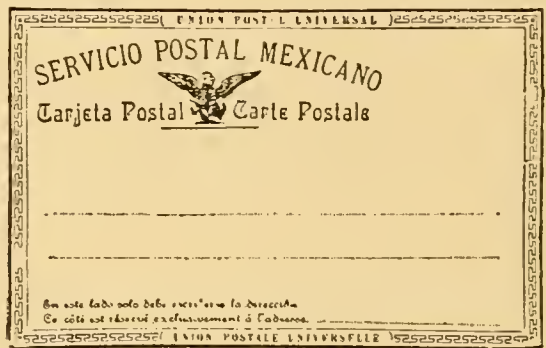 UNION POSTAL UNIVERSAL
SERVICIO POSTAL MEXICANO
Tarjeta Postal Carte Postale
En este lado solo debe escribirse la dirección
Ce côté est réservé exclusivement à l'adresse.
UNION POSTALE UNIVERSELLE